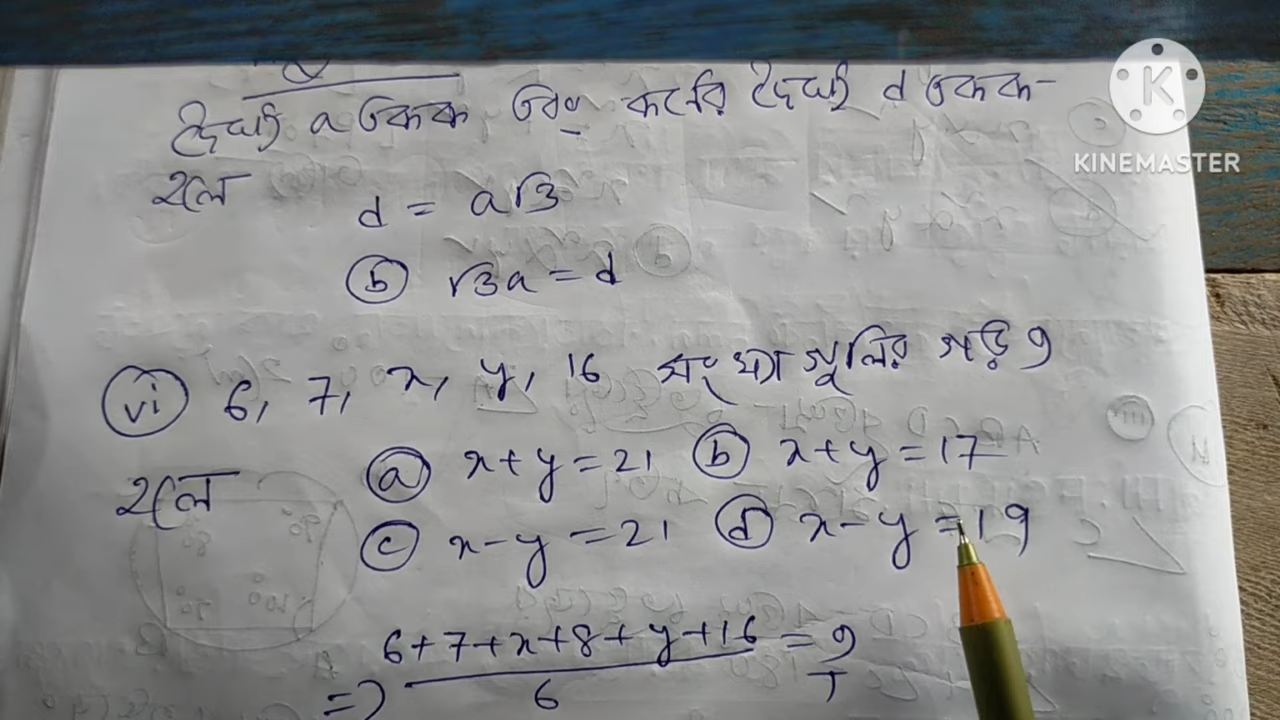 KINEMASTER
দৈর্ঘ্য a একক এবং কর্ণের দৈর্ঘ্য d একক
হলে
d = a√3
ⓑ √3a = d
(vi) 6, 7, x, y, 16 সংখ্যা গুলির গড় 9
হলে
ⓐ x+y=21 ⓑ x+y=17
ⓒ x-y=21 ⓓ x-y=19
6+7+x+8+y+16 = 9
=> 6